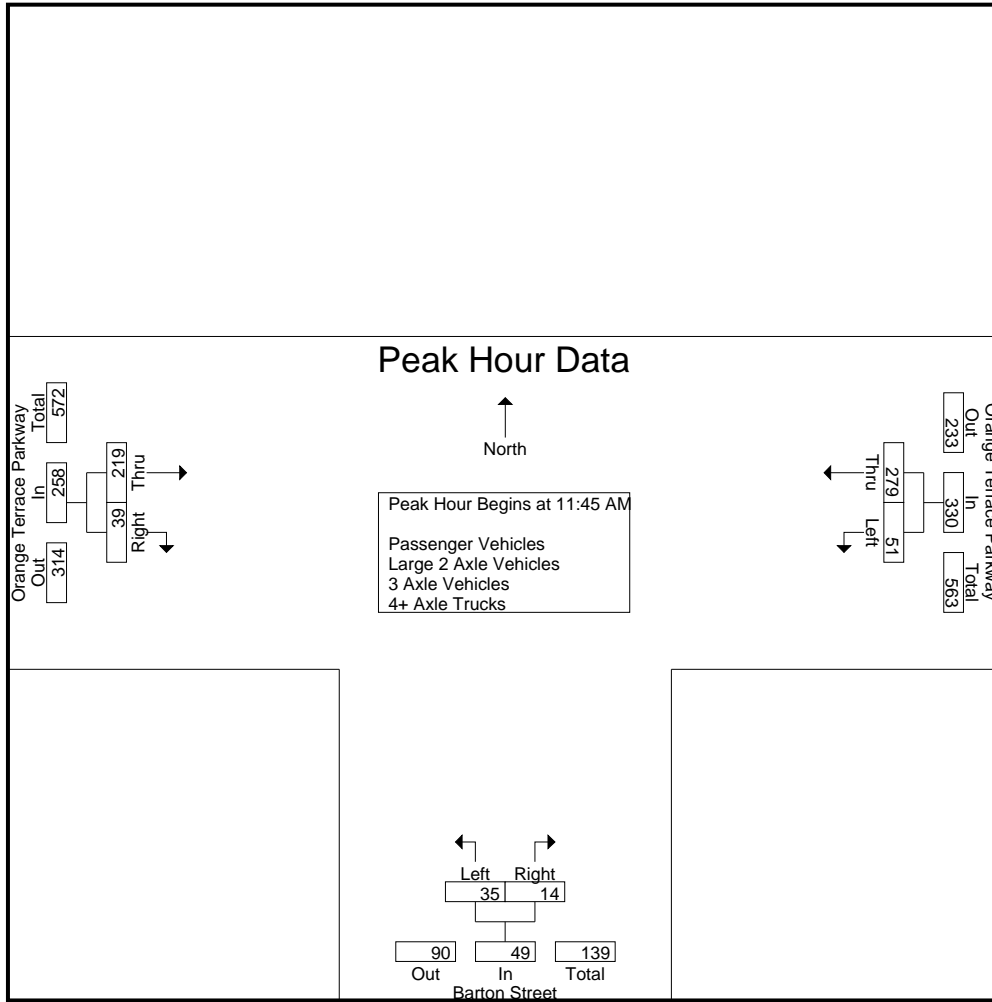 Peak Hour Data
North
Peak Hour Begins at 11:45 AM
Passenger Vehicles
Large 2 Axle Vehicles
3 Axle Vehicles
4+ Axle Trucks
Orange Terrace Parkway
Total
572
In
258
Out
314
219
Thru
39
Right
Orange Terrace Parkway
Out
233
In
330
Total
563
279
Thru
51
Left
Left Right
35 14
90 49 139
Out In Total
Barton Street